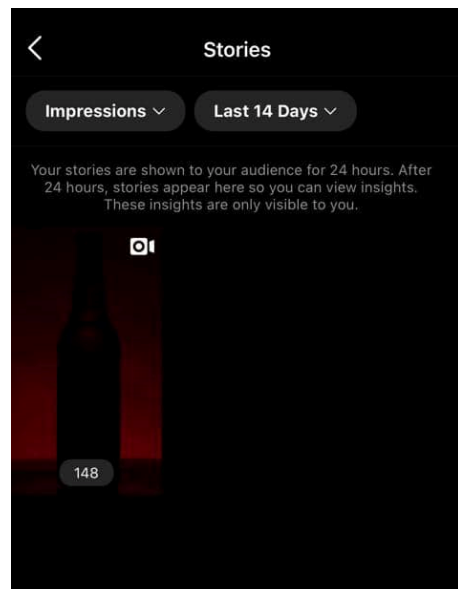 Stories
Impressions
Last 14 Days
Your stories are shown to your audience for 24 hours. After
24 hours, stories appear here so you can view insights.
These insights are only visible to you.
148